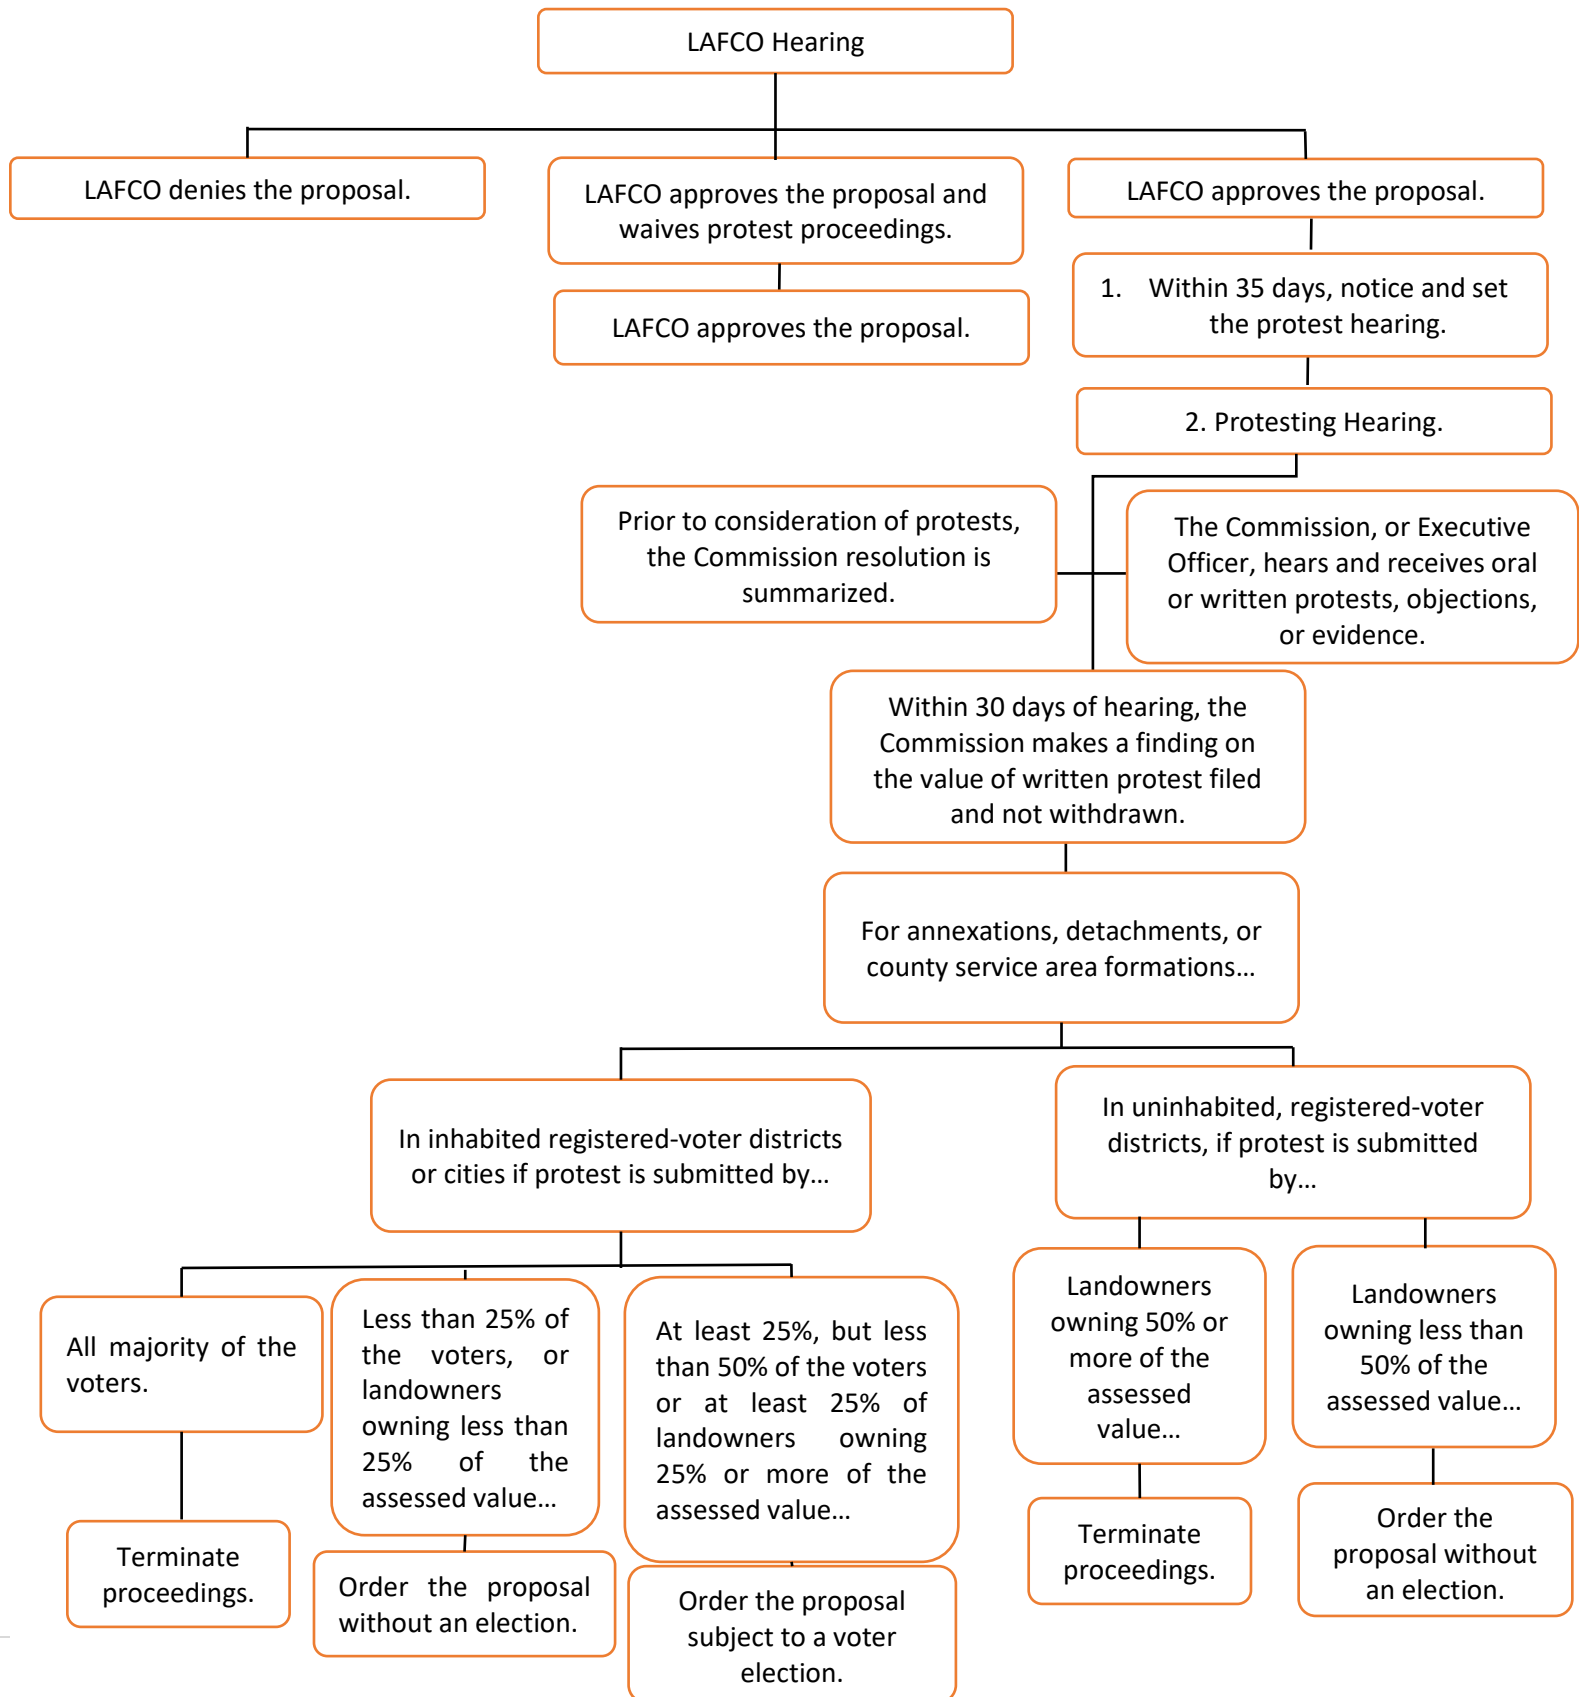 LAFCO Hearing
LAFCO denies the proposal.
LAFCO approves the proposal and
waives protest proceedings.
LAFCO approves the proposal.
LAFCO approves the proposal.
1. Within 35 days, notice and set
the protest hearing.
2. Protesting Hearing.
Prior to consideration of protests,
the Commission resolution is
summarized.
The Commission, or Executive
Officer, hears and receives oral
or written protests, objections,
or evidence.
Within 30 days of hearing, the
Commission makes a finding on
the value of written protest filed
and not withdrawn.
For annexations, detachments, or
county service area formations…
In inhabited registered-voter districts
or cities if protest is submitted by…
In uninhabited, registered-voter
districts, if protest is submitted
by…
All majority of the
voters.
Less than 25% of
the voters, or
landowners
owning less than
25% of the
assessed value…
At least 25%, but less
than 50% of the voters
or at least 25% of
landowners owning
25% or more of the
assessed value…
Landowners
owning 50% or
more of the
assessed
value…
Landowners
owning less than
50% of the
assessed value…
Terminate
proceedings.
Order the proposal
without an election.
Order the proposal
subject to a voter
election.
Terminate
proceedings.
Order the
proposal without
an election.